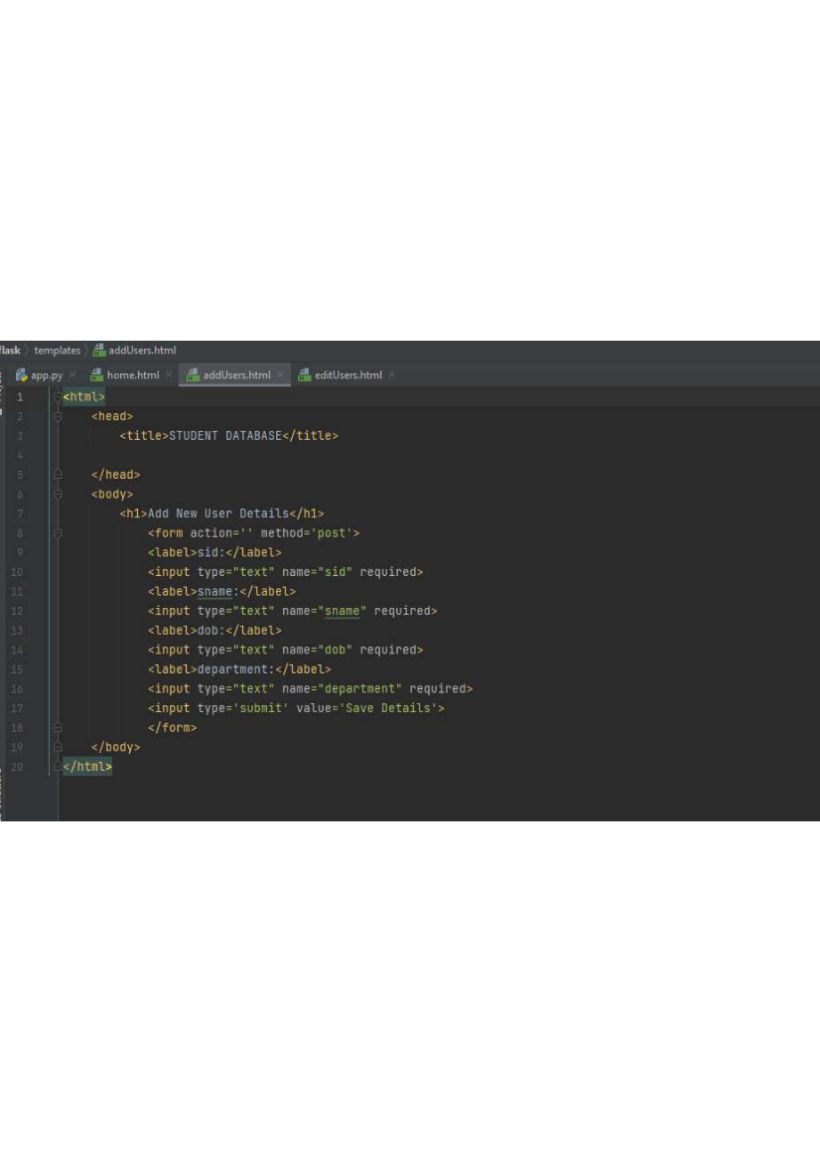 flask templates addUsers.html
app.py home.html addUsers.html editUsers.html
1 <html>
2 <head>
3 <title>STUDENT DATABASE</title>
4
5 </head>
6 <body>
7 <h1>Add New User Details</h1>
8 <form action='' method='post'>
9 <label>sid:</label>
10 <input type="text" name="sid" required>
11 <label>sname:</label>
12 <input type="text" name="sname" required>
13 <label>dob:</label>
14 <input type="text" name="dob" required>
15 <label>department:</label>
16 <input type="text" name="department" required>
17 <input type='submit' value='Save Details'>
18 </form>
19 </body>
20 </html>